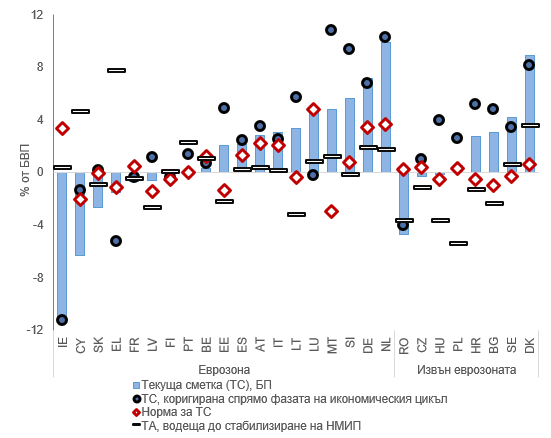 12
8
4
0
-4
-8
-12
% от БВП
IE CY SK EL FR LV FI PT BE EE ES AT IT LT LU MT SI DE NL RO CZ HU PL HR BG SE DK
Еврозона Извън еврозоната
Текуща сметка (ТС), БП
ТС, коригирана спрямо фазата на икономическия цикъл
Норма за ТС
ТА, водеща до стабилизиране на НМИП